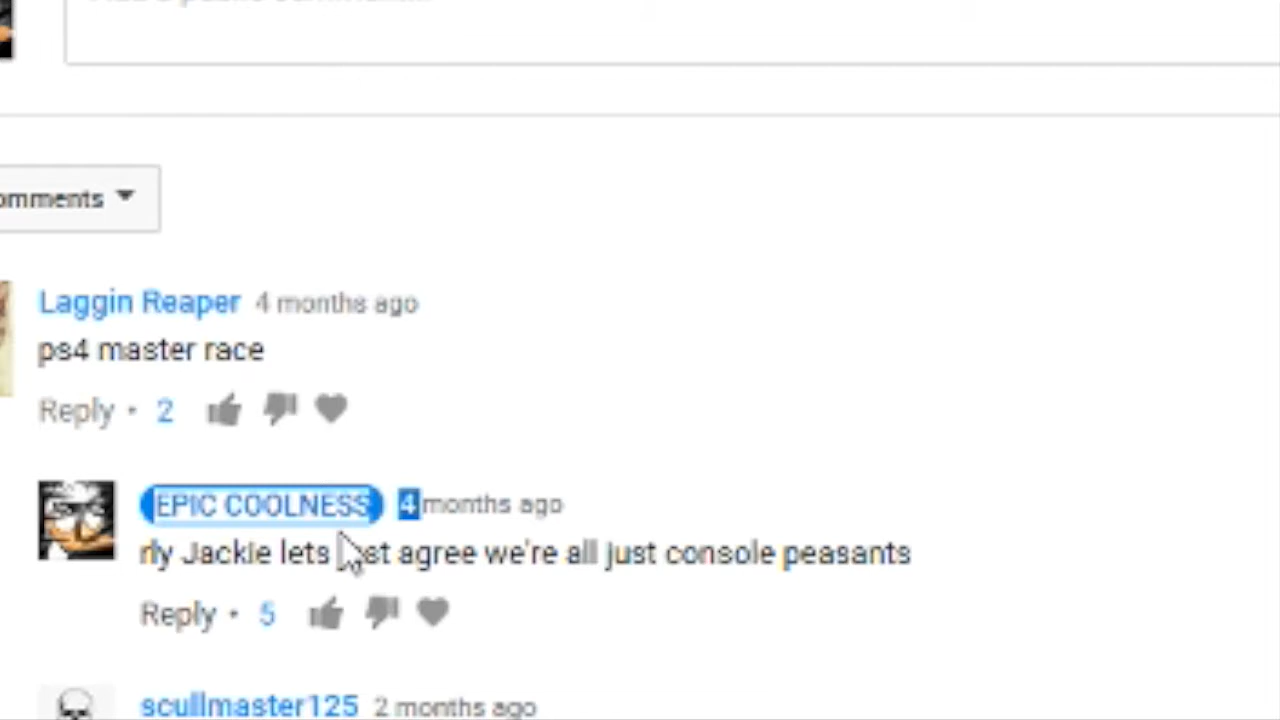 omments
Laggin Reaper 4 months ago
ps4 master race
Reply • 2
EPIC COOLNESS 4 months ago
rly Jackie lets agree we're all just console peasants
Reply • 5
scullmaster125 2 months ago